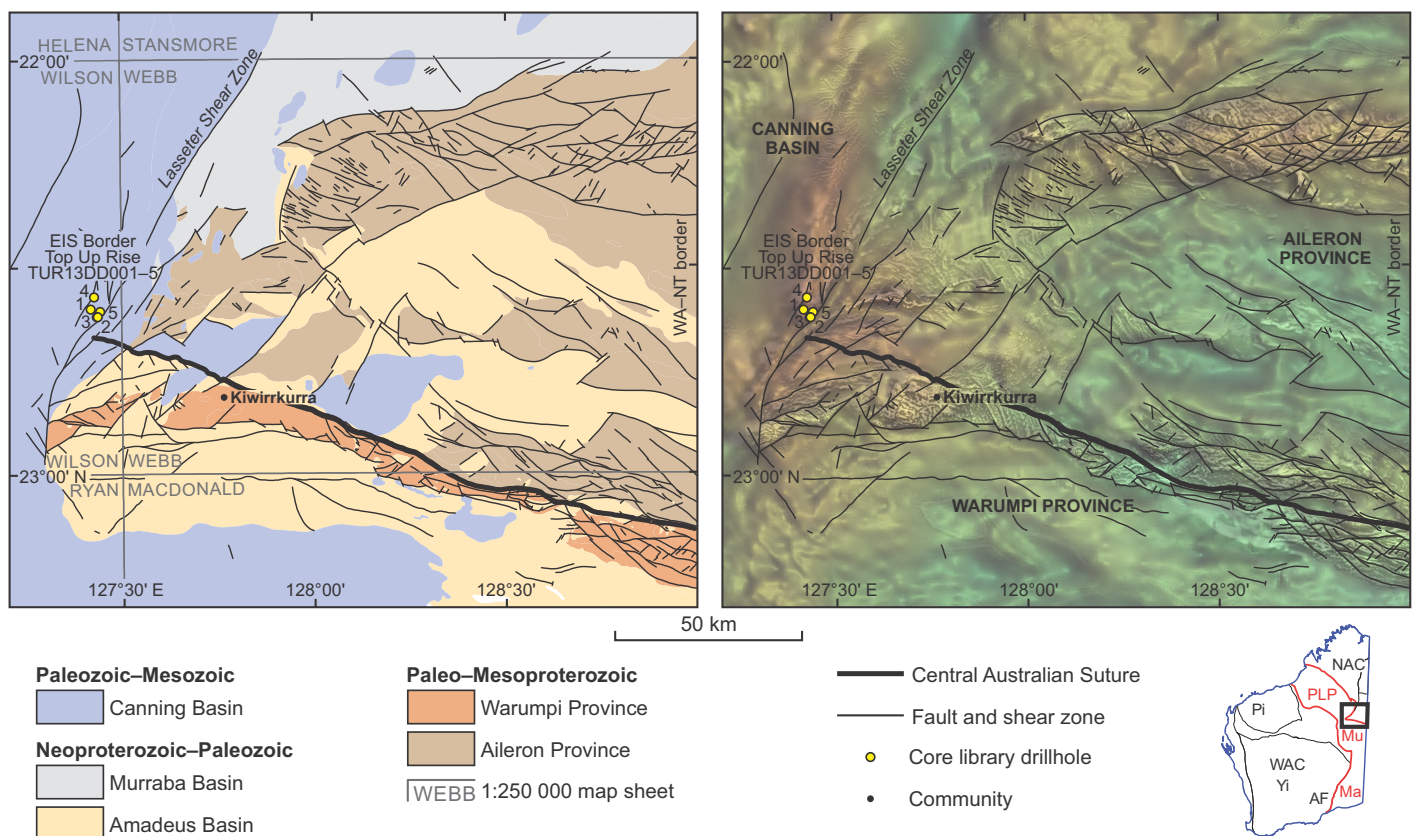 HELENA STANSMORE
22°00'
WILSON WEBB
Lasseter Shear Zone
EIS Border
Top Up Rise
TUR13DD001–5
4
1
5
3
2
WA–NT border
Kiwirrkurra
WILSON WEBB
23°00' N
RYAN MACDONALD
127°30' E
128°00'
128°30'
22°00'
CANNING
BASIN
Lasseter Shear Zone
EIS Border
Top Up Rise
TUR13DD001–5
4
1
5
3
2
AILERON
PROVINCE
WA–NT border
Kiwirrkurra
23°00' N
WARUMPI PROVINCE
127°30' E
128°00'
128°30'
50 km
Paleozoic–Mesozoic
Canning Basin
Neoproterozoic–Paleozoic
Murraba Basin
Amadeus Basin
Paleo–Mesoproterozoic
Warumpi Province
Aileron Province
WEBB 1:250 000 map sheet
Central Australian Suture
Fault and shear zone
Core library drillhole
Community
NAC
PLP
Pi
Mu
WAC
Yi
AF
Ma